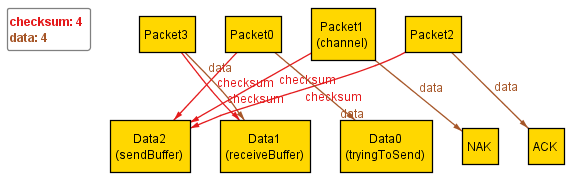 checksum: 4
data: 4
Packet3
Packet0
Packet1
(channel)
Packet2
data
checksum
checksum
data
data
checksum
checksum
data
Data2
(sendBuffer)
Data1
(receiveBuffer)
Data0
(tryingToSend)
NAK
ACK